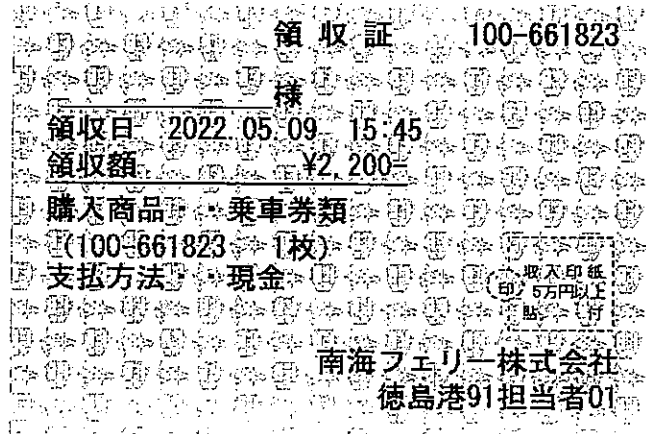 領収証 100-661823
様
領収日 2022.05.09 15:45
領収額 ¥2,200-
購入商品 ・乗車券類
(100-661823 1枚)
支払方法 ・現金
収入印紙
印 5万円以上
貼 付
南海フェリー株式会社
徳島港91担当者01